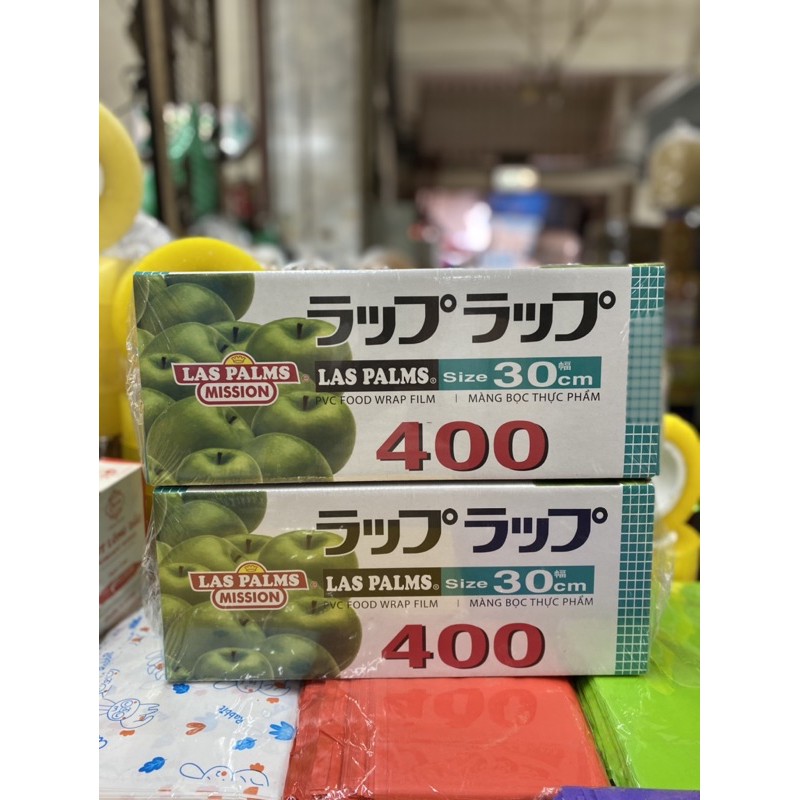 ラップラップ
LAS PALMS
MISSION
LAS PALMS® Size 30cm 幅
PVC FOOD WRAP FILM | MÀNG BỌC THỰC PHẨM
400
ラップラップ
LAS PALMS
MISSION
LAS PALMS® Size 30cm 幅
PVC FOOD WRAP FILM | MÀNG BỌC THỰC PHẨM
400
Rabbit